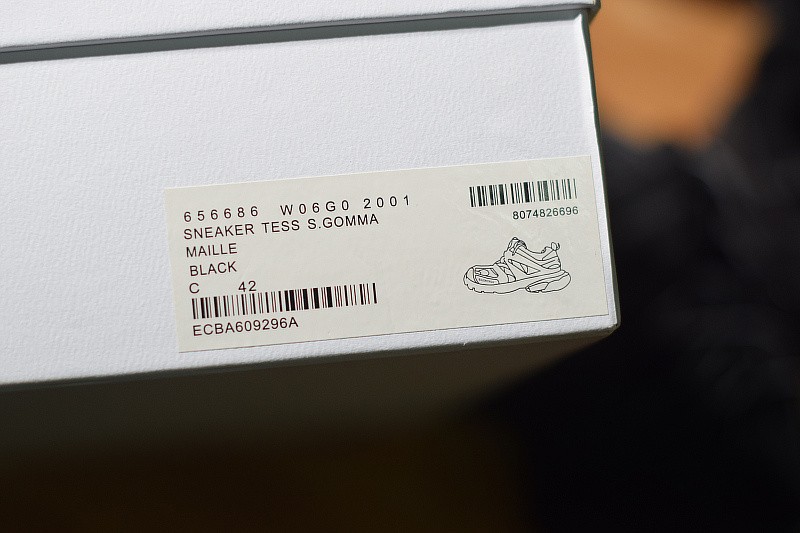 656686 W06G0 2001
SNEAKER TESS S.GOMMA
MAILLE
BLACK
C 42
ECBA609296A
8074826696